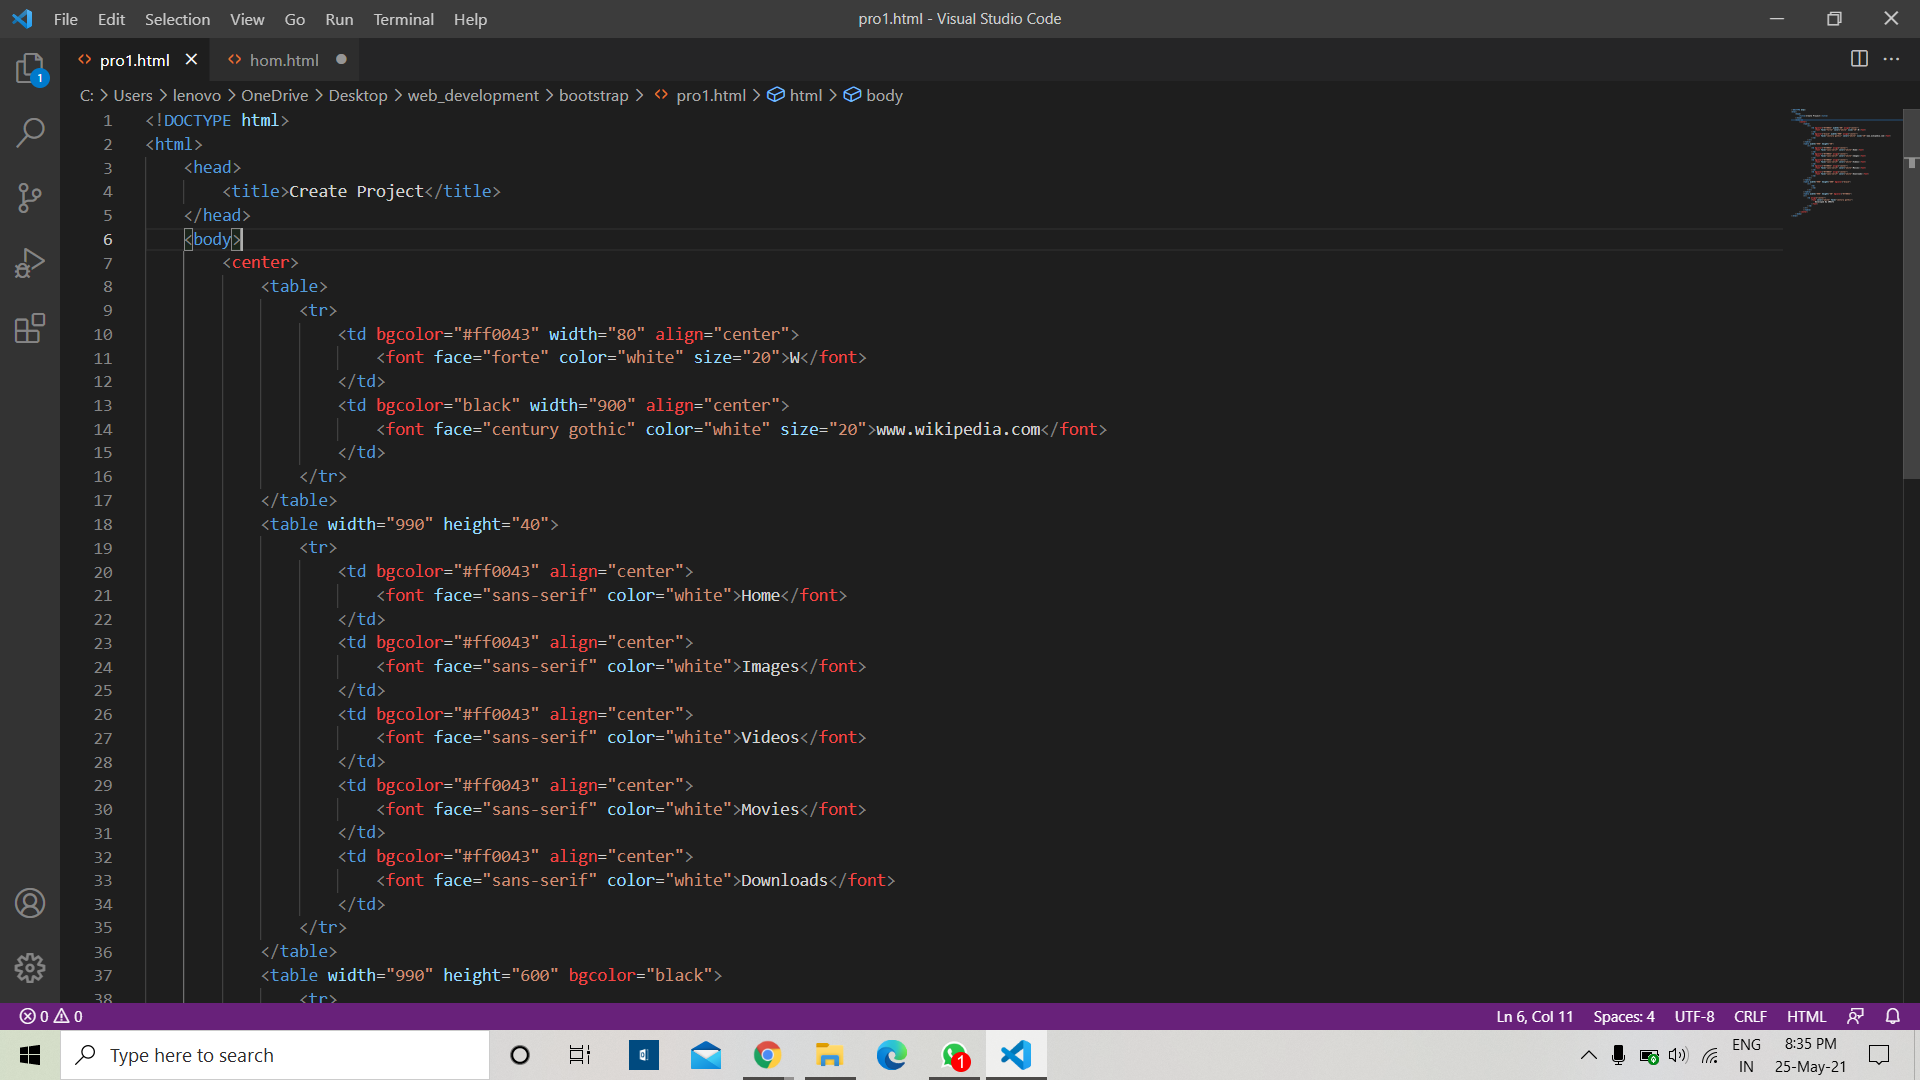 File Edit Selection View Go Run Terminal Help
pro1.html - Visual Studio Code
pro1.html hom.html
C: > Users > lenovo > OneDrive > Desktop > web_development > bootstrap > pro1.html > html > body
1 <!DOCTYPE html>
2 <html>
3 <head>
4 <title>Create Project</title>
5 </head>
6 <body>
7 <center>
8 <table>
9 <tr>
10 <td bgcolor="#ff0043" width="80" align="center">
11 <font face="forte" color="white" size="20">W</font>
12 </td>
13 <td bgcolor="black" width="900" align="center">
14 <font face="century gothic" color="white" size="20">www.wikipedia.com</font>
15 </td>
16 </tr>
17 </table>
18 <table width="990" height="40">
19 <tr>
20 <td bgcolor="#ff0043" align="center">
21 <font face="sans-serif" color="white">Home</font>
22 </td>
23 <td bgcolor="#ff0043" align="center">
24 <font face="sans-serif" color="white">Images</font>
25 </td>
26 <td bgcolor="#ff0043" align="center">
27 <font face="sans-serif" color="white">Videos</font>
28 </td>
29 <td bgcolor="#ff0043" align="center">
30 <font face="sans-serif" color="white">Movies</font>
31 </td>
32 <td bgcolor="#ff0043" align="center">
33 <font face="sans-serif" color="white">Downloads</font>
34 </td>
35 </tr>
36 </table>
37 <table width="990" height="600" bgcolor="black">
38 <tr>
1
0 0
Ln 6, Col 11 Spaces: 4 UTF-8 CRLF HTML
Type here to search
1
ENG
IN
8:35 PM
25-May-21